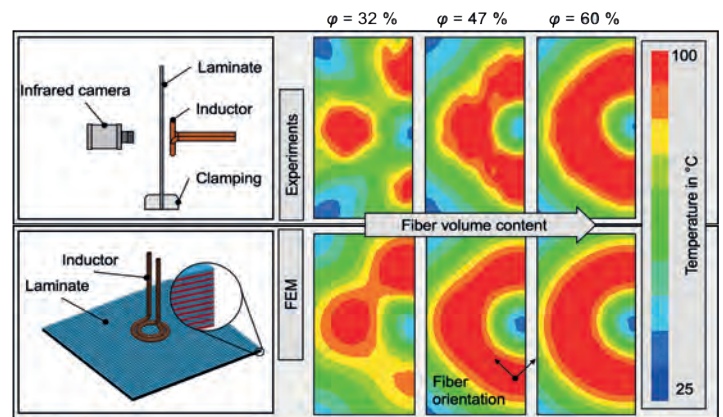 φ = 32 %
φ = 47 %
φ = 60 %
Laminate
Infrared camera
Inductor
Clamping
Experiments
100
Temperature in °C
Fiber volume content
Inductor
Laminate
FEM
Fiber
orientation
25